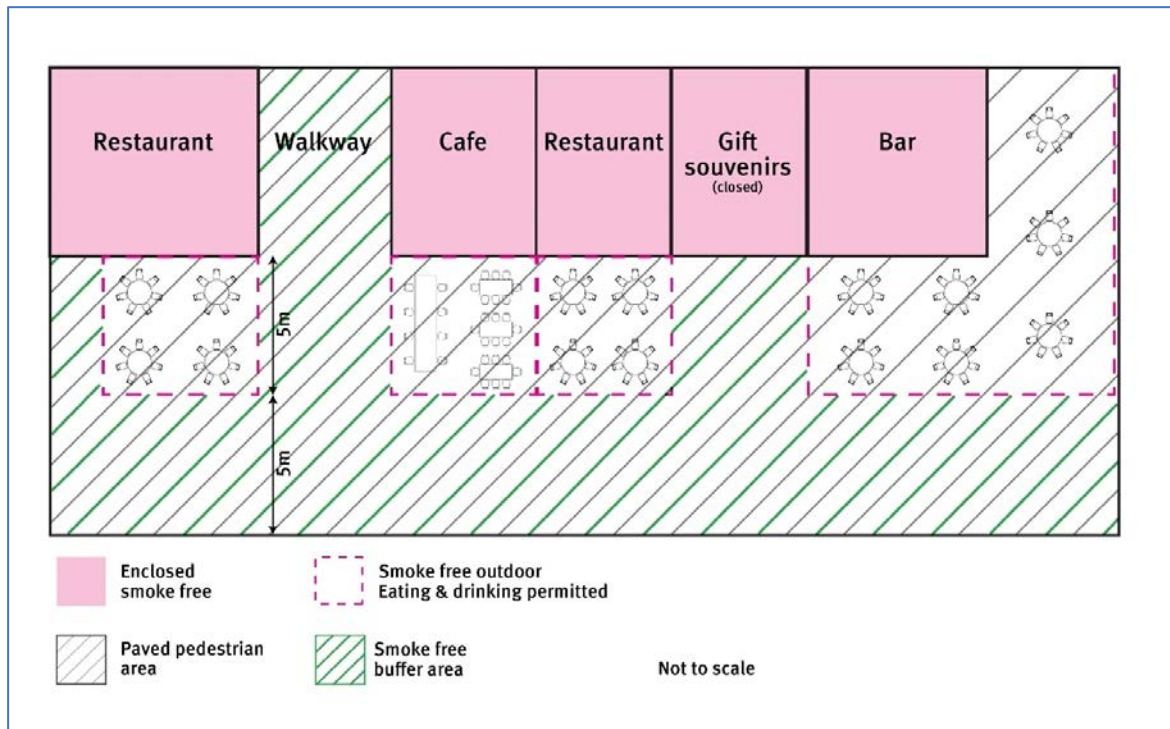 Restaurant
Walkway
Cafe
Restaurant
Gift
souvenirs
(closed)
Bar
5m
5m
Enclosed
smoke free
Smoke free outdoor
Eating & drinking permitted
Paved pedestrian
area
Smoke free
buffer area
Not to scale